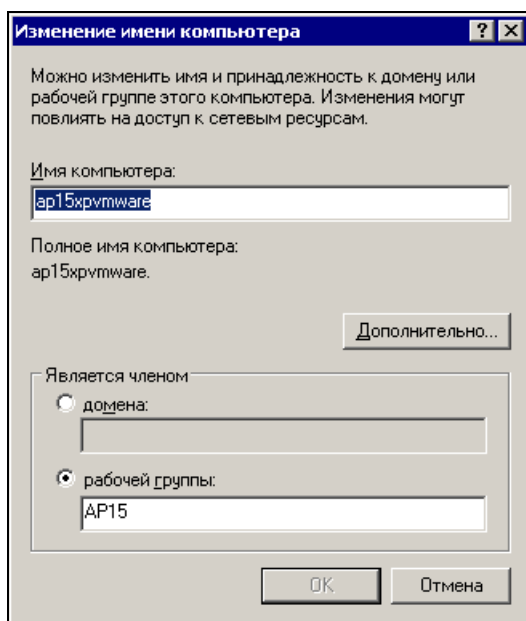 Изменение имени компьютера
Можно изменить имя и принадлежность к домену или
рабочей группе этого компьютера. Изменения могут
повлиять на доступ к сетевым ресурсам.
Имя компьютера:
ap15xpvmware
Полное имя компьютера:
ap15xpvmware.
Дополнительно...
Является членом
домена:
рабочей группы:
AP15
OK
Отмена